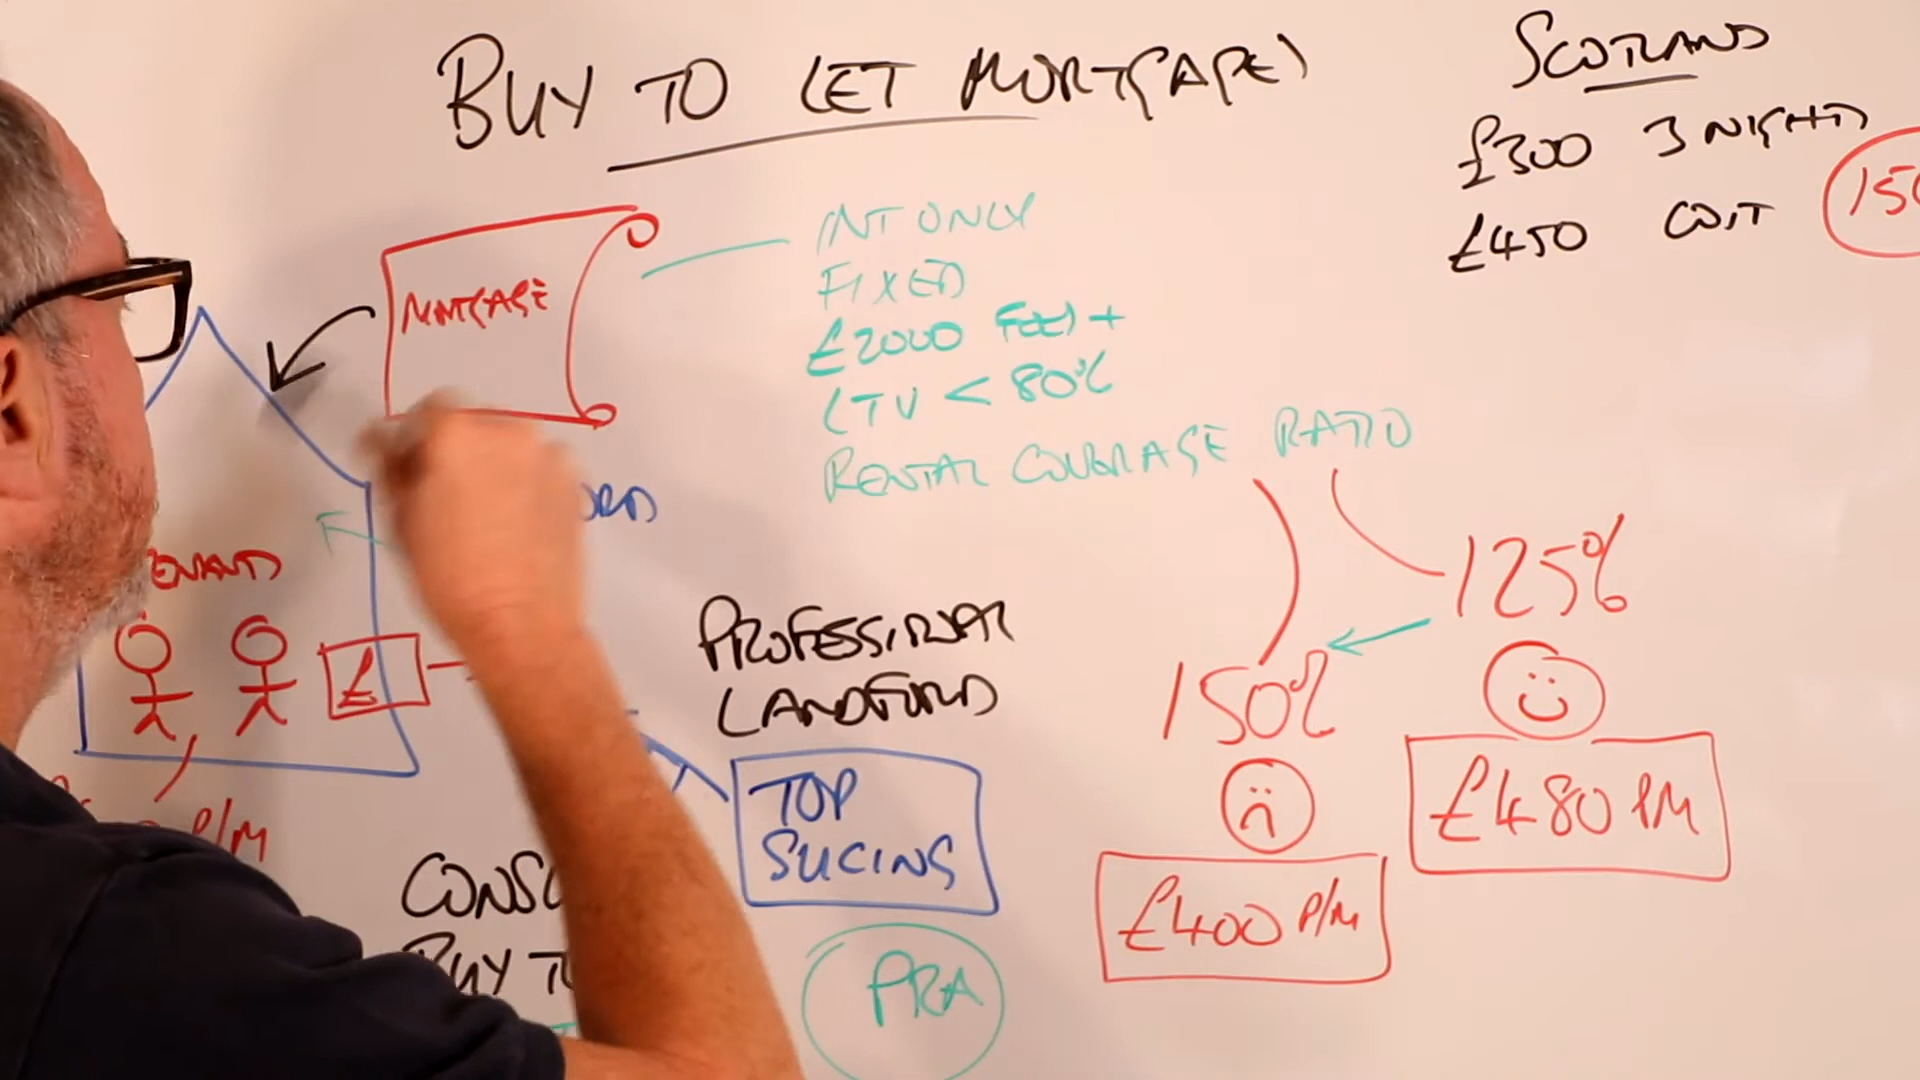 BUY TO LET MORTGAGES
SCOTLAND
£300 3 NIGHTS
£450 COST
MORTGAGE
INT ONLY
FIXED
£2000 FEES +
LTV < 80%
RENTAL COVERAGE RATIO
125%
150%
£480 PM
£400 P/M
£
P/M
PROFESSIONAL
LANDLORD
TOP
SLICING
BUY
PRA